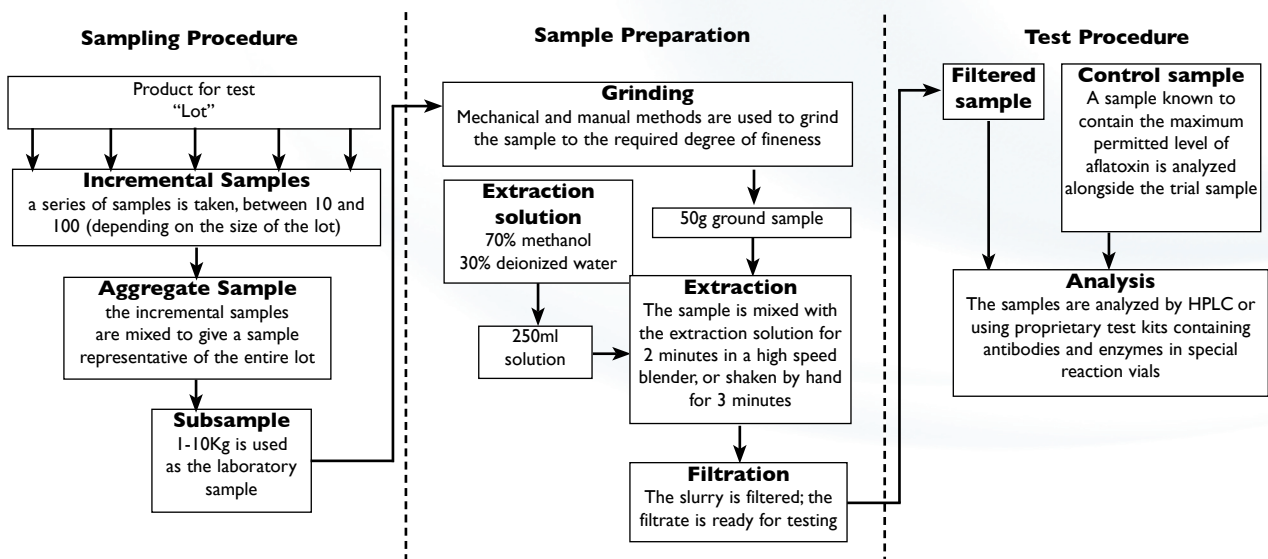 Sampling Procedure
Product for test
“Lot”
Incremental Samples
a series of samples is taken, between 10 and
100 (depending on the size of the lot)
Aggregate Sample
the incremental samples
are mixed to give a sample
representative of the entire lot
Subsample
1-10Kg is used
as the laboratory
sample
Sample Preparation
Grinding
Mechanical and manual methods are used to grind
the sample to the required degree of fineness
Extraction
solution
70% methanol
30% deionized water
50g ground sample
250ml
solution
Extraction
The sample is mixed with
the extraction solution for
2 minutes in a high speed
blender, or shaken by hand
for 3 minutes
Filtration
The slurry is filtered; the
filtrate is ready for testing
Test Procedure
Filtered
sample
Control sample
A sample known to
contain the maximum
permitted level of
aflatoxin is analyzed
alongside the trial sample
Analysis
The samples are analyzed by HPLC or
using proprietary test kits containing
antibodies and enzymes in special
reaction vials